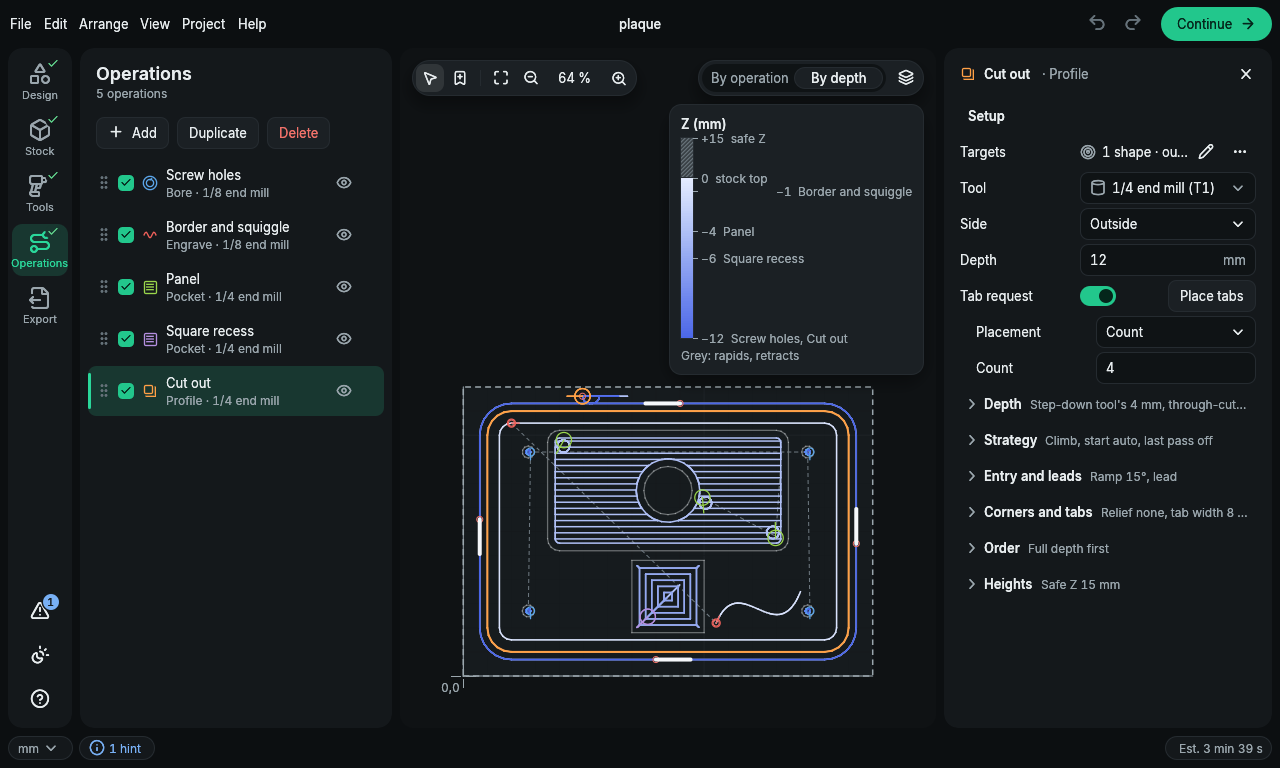 File Edit Arrange View Project Help
plaque
Continue
Design
Stock
Tools
Operations
Export
1
Operations
5 operations
Add
Duplicate
Delete
Screw holes
Bore · 1/8 end mill
Border and squiggle
Engrave · 1/8 end mill
Panel
Pocket · 1/4 end mill
Square recess
Pocket · 1/4 end mill
Cut out
Profile · 1/4 end mill
64 %
By operation
By depth
Z (mm)
+15 safe Z
0 stock top
−1 Border and squiggle
−4 Panel
−6 Square recess
−12 Screw holes, Cut out
Grey: rapids, retracts
0,0
Cut out · Profile
Setup
Targets 1 shape · ou...
Tool 1/4 end mill (T1)
Side Outside
Depth 12 mm
Tab request Place tabs
Placement Count
Count 4
Depth Step-down tool's 4 mm, through-cut...
Strategy Climb, start auto, last pass off
Entry and leads Ramp 15°, lead
Corners and tabs Relief none, tab width 8 ...
Order Full depth first
Heights Safe Z 15 mm
mm
1 hint
Est. 3 min 39 s